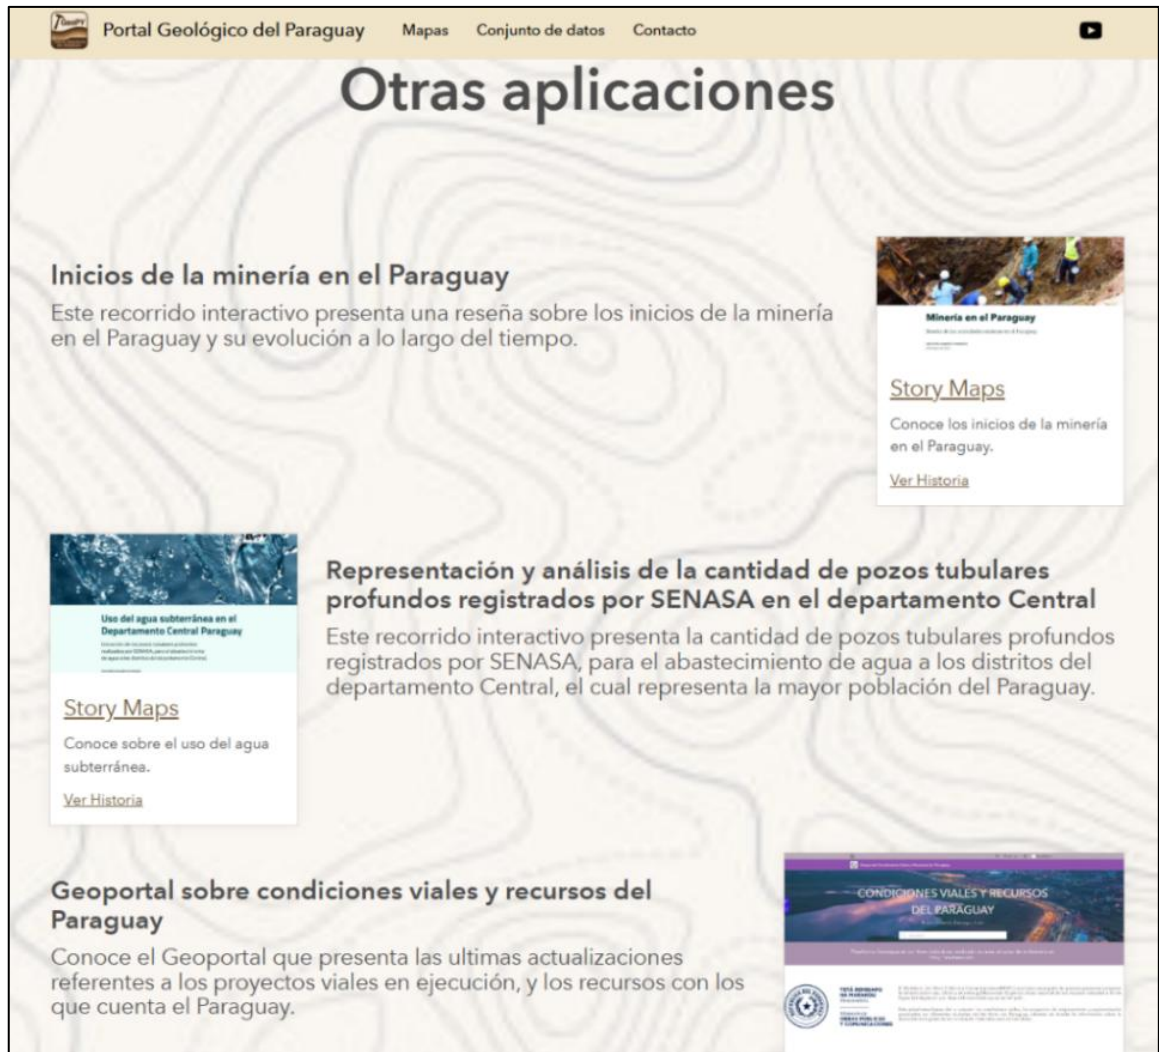 Portal Geológico del Paraguay Mapas Conjunto de datos Contacto
Otras aplicaciones
Inicios de la minería en el Paraguay
Este recorrido interactivo presenta una reseña sobre los inicios de la minería
en el Paraguay y su evolución a lo largo del tiempo.
Minería en el Paraguay
Story Maps
Conoce los inicios de la minería
en el Paraguay.
Ver Historia
Uso del agua subterránea en el
Departamento Central Paraguayo
Story Maps
Conoce sobre el uso del agua
subterránea.
Ver Historia
Representación y análisis de la cantidad de pozos tubulares
profundos registrados por SENASA en el departamento Central
Este recorrido interactivo presenta la cantidad de pozos tubulares profundos
registrados por SENASA, para el abastecimiento de agua a los distritos del
departamento Central, el cual representa la mayor población del Paraguay.
Geoportal sobre condiciones viales y recursos del
Paraguay
Conoce el Geoportal que presenta las ultimas actualizaciones
referentes a los proyectos viales en ejecución, y los recursos con los
que cuenta el Paraguay.
CONDICIONES VIALES Y RECURSOS
DEL PARAGUAY
OBRAS PÚBLICAS
Y COMUNICACIONES